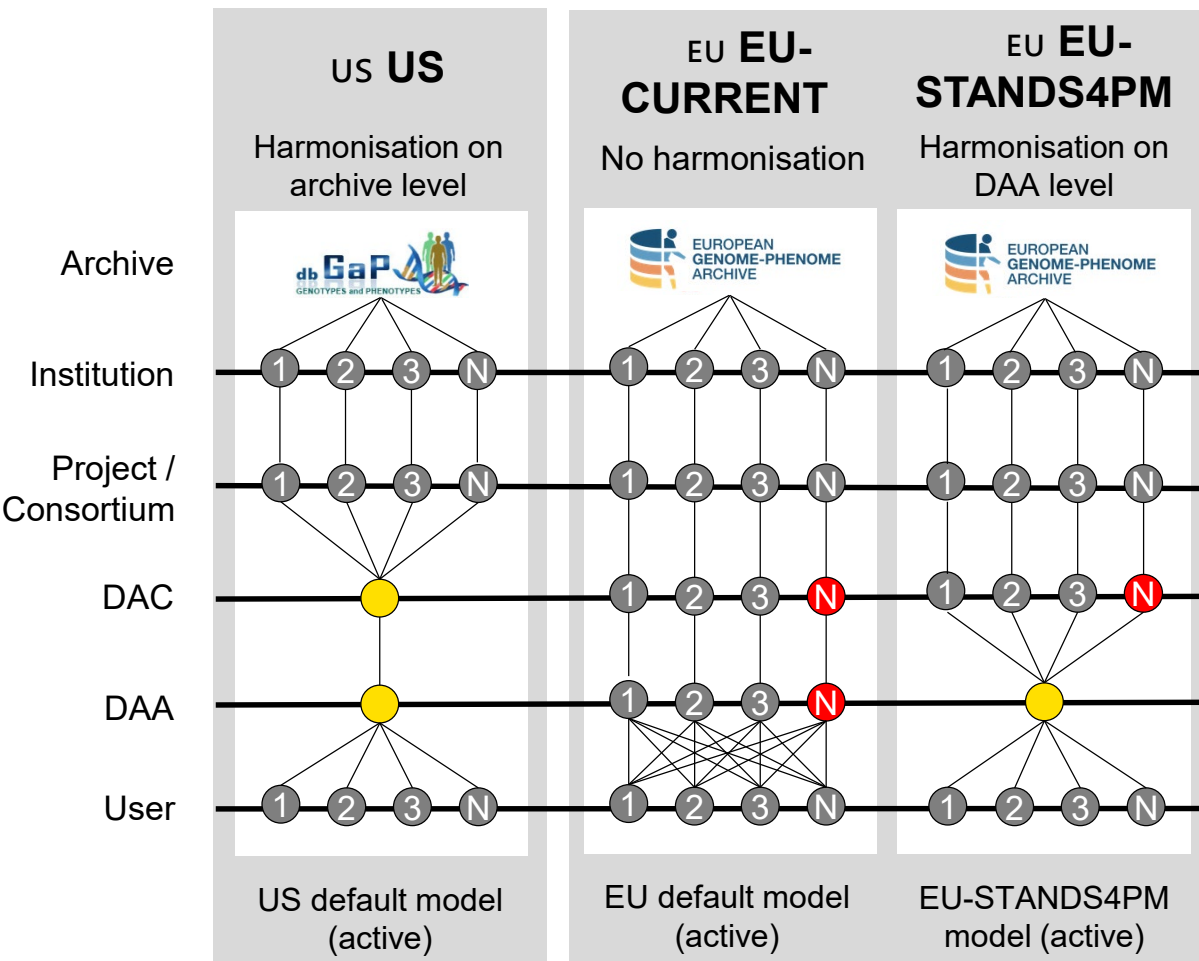 US US
Harmonisation on
archive level
EU EU-
CURRENT
No harmonisation
EU EU-
STANDS4PM
Harmonisation on
DAA level
Archive
db GaP
GENOTYPES and PHENOTYPES
EUROPEAN
GENOME-PHENOME
ARCHIVE
EUROPEAN
GENOME-PHENOME
ARCHIVE
Institution
1 2 3 N
1 2 3 N
1 2 3 N
Project /
Consortium
1 2 3 N
1 2 3 N
1 2 3 N
DAC
1 2 3 N
1 2 3 N
DAA
1 2 3 N
User
1 2 3 N
1 2 3 N
1 2 3 N
US default model
(active)
EU default model
(active)
EU-STANDS4PM
model (active)